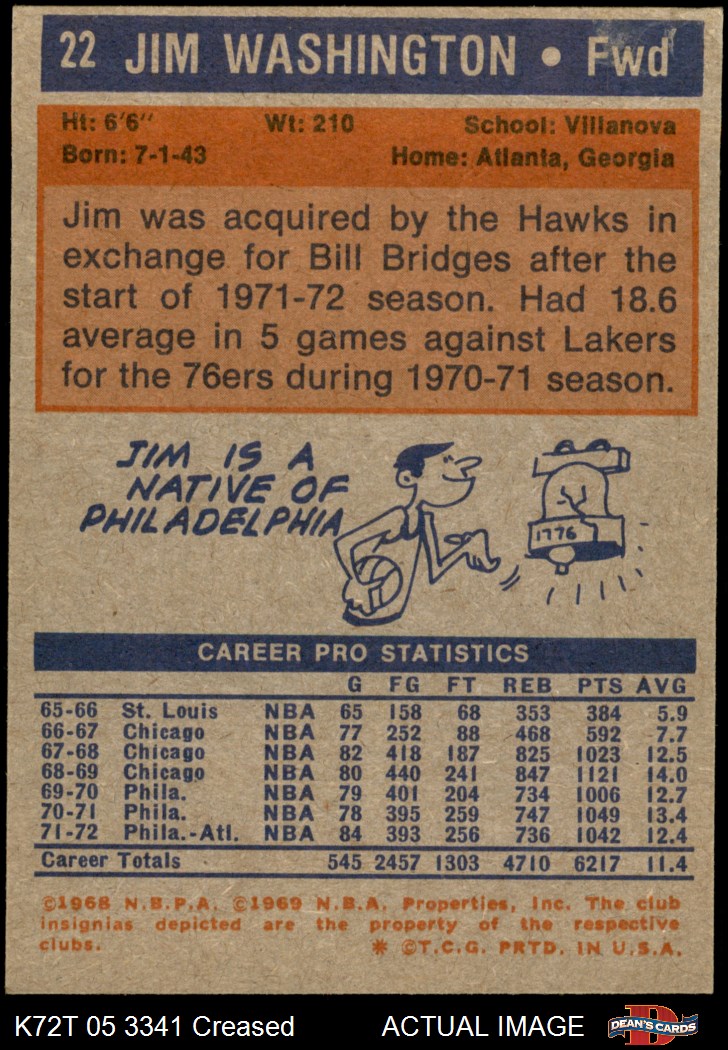 22 JIM WASHINGTON • Fwd
Ht: 6'6" Wt: 210 School: Villanova
Born: 7-1-43 Home: Atlanta, Georgia
Jim was acquired by the Hawks in
exchange for Bill Bridges after the
start of 1971-72 season. Had 18.6
average in 5 games against Lakers
for the 76ers during 1970-71 season.
JIM IS A
NATIVE OF
PHILADELPHIA
1776
CAREER PRO STATISTICS
G FG FT REB PTS AVG
65-66 St. Louis NBA 65 158 68 353 384 5.9
66-67 Chicago NBA 77 252 88 468 592 7.7
67-68 Chicago NBA 82 418 187 825 1023 12.5
68-69 Chicago NBA 80 440 241 847 1121 14.0
69-70 Phila. NBA 79 401 204 734 1006 12.7
70-71 Phila. NBA 78 395 259 747 1049 13.4
71-72 Phila.-Atl. NBA 84 393 256 736 1042 12.4
Career Totals 545 2457 1303 4710 6217 11.4
©1968 N.B.P.A. ©1969 N.B.A. Properties, Inc. The club
insignias depicted are the property of the respective
clubs. * ©T.C.G. PRTD. IN U.S.A.
K72T 05 3341 Creased ACTUAL IMAGE
D
DEAN'S CARDS